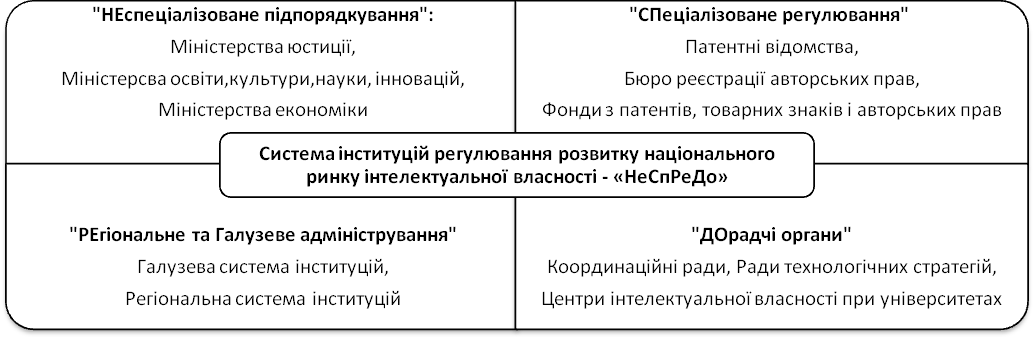 "НЕспеціалізоване підпорядкування":
Міністерства юстиції,
Міністерсва освіти,культури,науки, інновацій,
Міністерства економіки
"СПеціалізоване регулювання"
Патентні відомства,
Бюро реєстрації авторських прав,
Фонди з патентів, товарних знаків і авторських прав
Система інституцій регулювання розвитку національного
ринку інтелектуальної власності - «НеСпРеДо»
"РЕгіональне та Галузеве адміністрування"
Галузева система інституцій,
Регіональна система інституцій
"ДОрадчі органи"
Координаційні ради, Ради технологічних стратегій,
Центри інтелектуальної власності при університетах